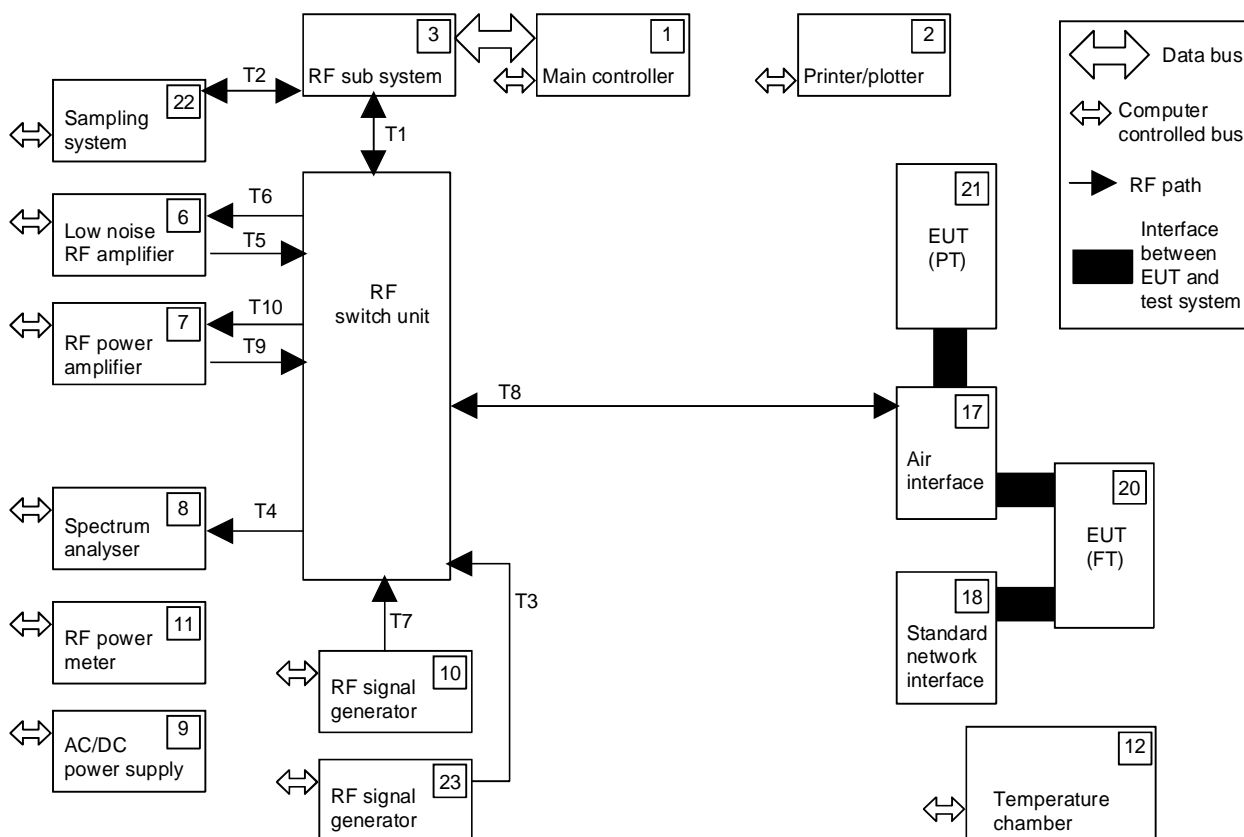 3
RF sub system
1
Main controller
2
Printer/plotter
Data bus
Computer
controlled bus
RF path
Interface
between
EUT and
test system
T2
22
Sampling
system
T1
T6
6
Low noise
RF amplifier
T5
T10
7
RF power
amplifier
T9
RF
switch unit
21
EUT
(PT)
T8
17
Air
interface
20
EUT
(FT)
8
Spectrum
analyser
T4
T3
T7
18
Standard
network
interface
11
RF power
meter
10
RF signal
generator
9
AC/DC
power supply
23
RF signal
generator
12
Temperature
chamber